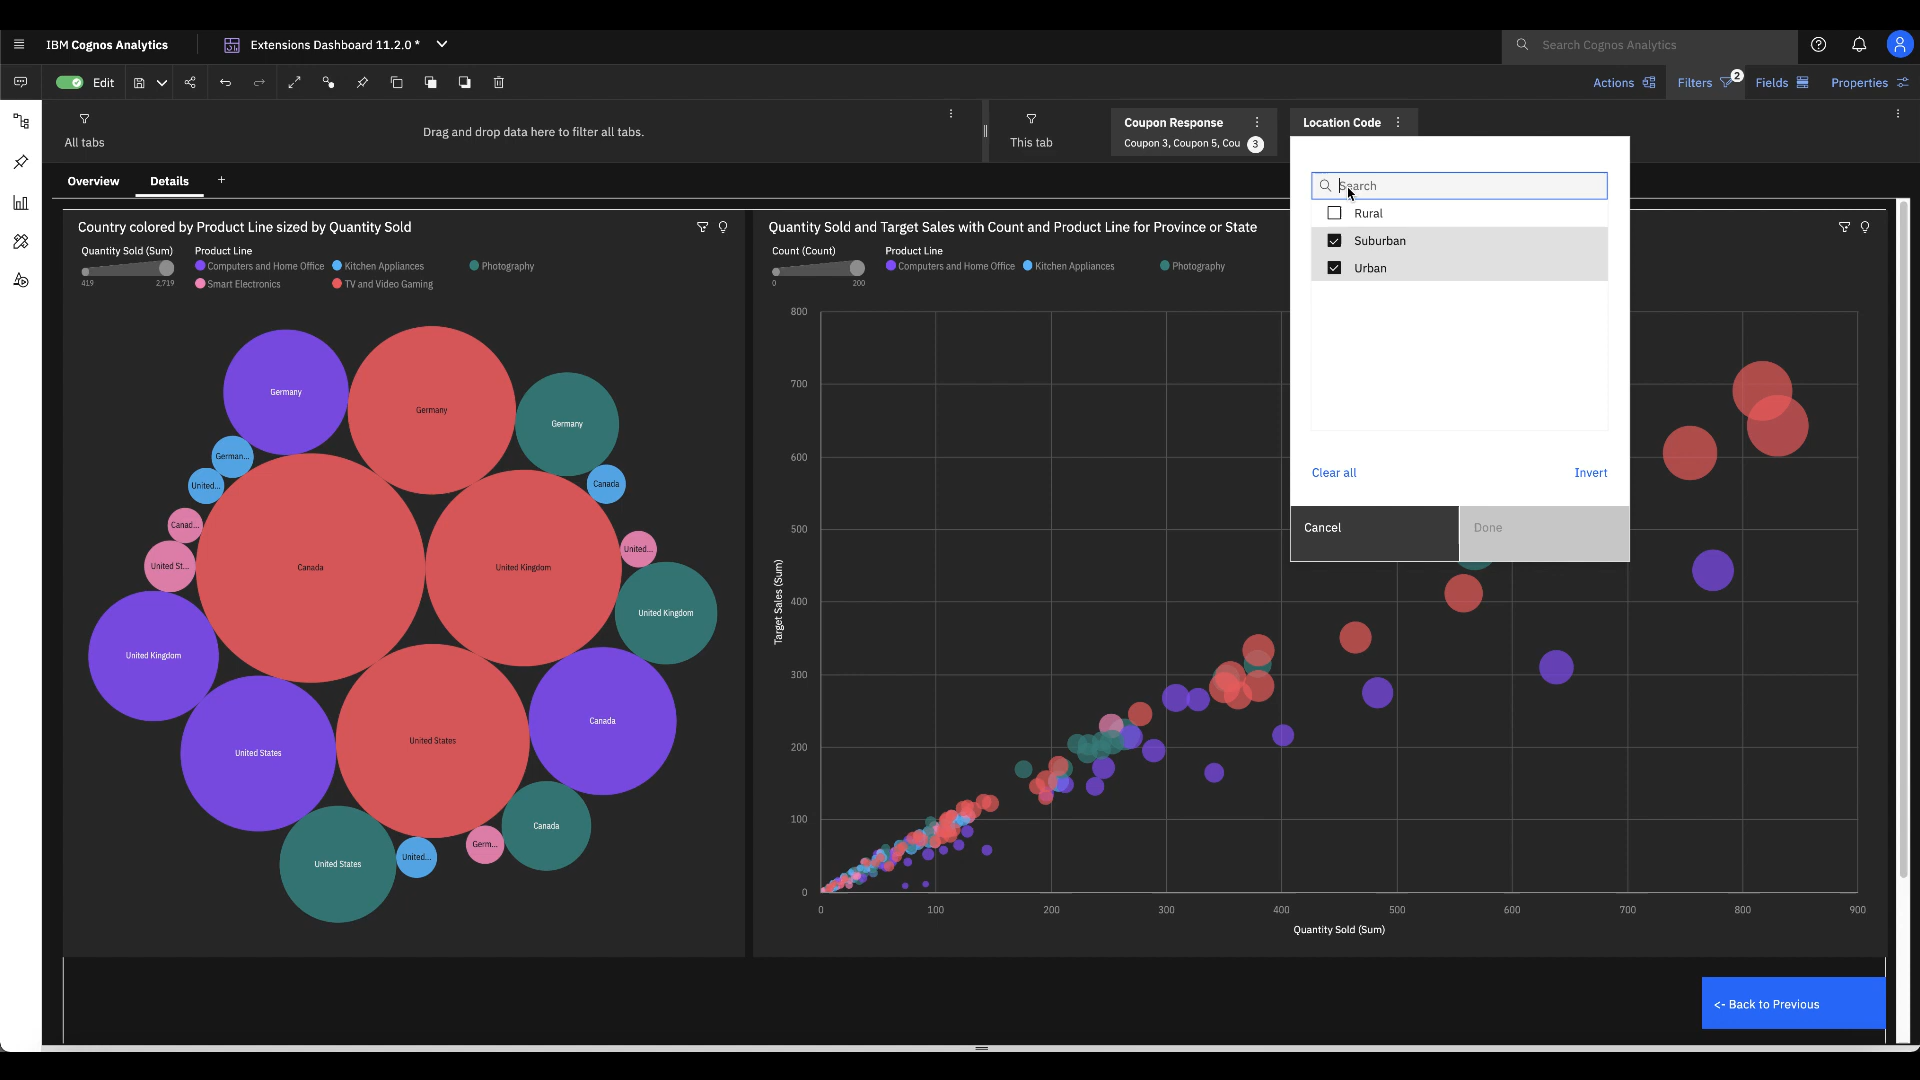 IBM Cognos Analytics
Extensions Dashboard 11.2.0 *
Search Cognos Analytics
Edit
Actions
Filters
2
Fields
Properties
All tabs
Drag and drop data here to filter all tabs.
This tab
Coupon Response
Coupon 3, Coupon 5, Cou
3
Location Code
Overview
Details
+
Search
Rural
Suburban
Urban
Clear all
Invert
Cancel
Done
Country colored by Product Line sized by Quantity Sold
Quantity Sold (Sum)
419
2,719
Product Line
Computers and Home Office
Kitchen Appliances
Photography
Smart Electronics
TV and Video Gaming
Germany
Germany
Germany
German...
United...
Canada
Canad...
United...
United St...
Canada
United Kingdom
United Kingdom
United Kingdom
Canada
United States
United States
Canada
United States
United...
Germ...
Quantity Sold and Target Sales with Count and Product Line for Province or State
Count (Count)
0
200
Product Line
Computers and Home Office
Kitchen Appliances
Photography
Target Sales (Sum)
800
700
600
500
400
300
200
100
0
0
100
200
300
400
500
600
700
800
900
Quantity Sold (Sum)
<- Back to Previous